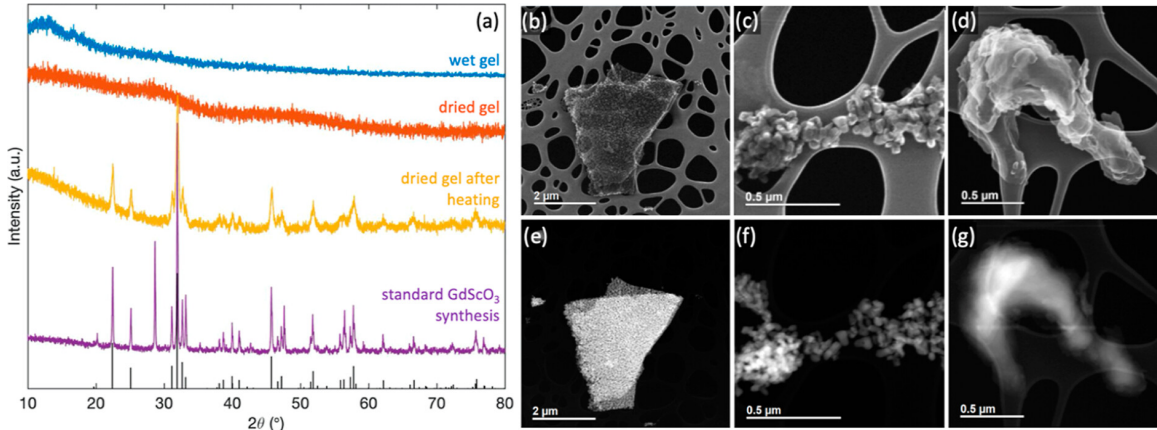 (a)
wet gel
dried gel
dried gel after
heating
standard GdScO₃
synthesis
Intensity (a.u.)
10 20 30 40 50 60 70 80
2θ (°)
(b)
2 μm
(c)
0.5 μm
(d)
0.5 μm
(e)
2 μm
(f)
0.5 μm
(g)
0.5 μm